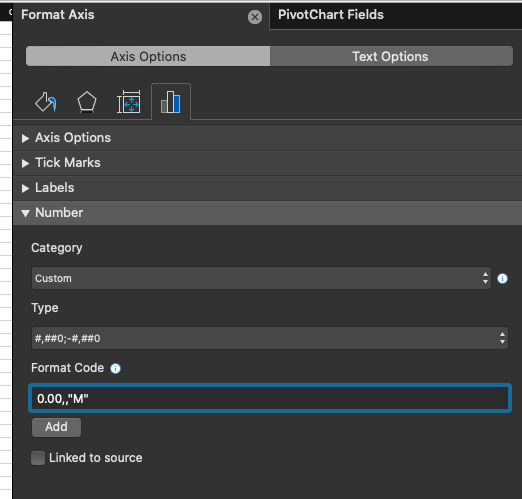 Format Axis
PivotChart Fields
Axis Options
Text Options
Axis Options
Tick Marks
Labels
Number
Category
Custom
Type
#,##0;-#,##0
Format Code
0.00,,"M"
Add
Linked to source